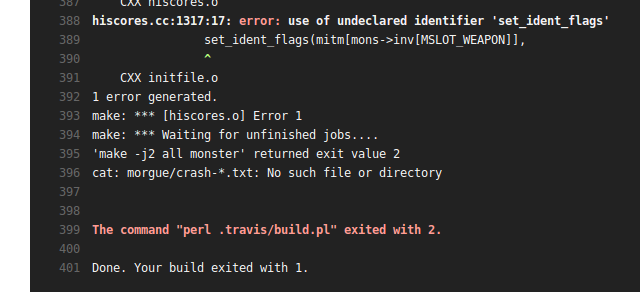 387 CXX hiscores.o
388 hiscores.cc:1317:17: error: use of undeclared identifier 'set_ident_flags'
389 set_ident_flags(mitm[mons->inv[MSLOT_WEAPON]],
390 ^
391 CXX initfile.o
392 1 error generated.
393 make: *** [hiscores.o] Error 1
394 make: *** Waiting for unfinished jobs....
395 'make -j2 all monster' returned exit value 2
396 cat: morgue/crash-*.txt: No such file or directory
397
398
399 The command "perl .travis/build.pl" exited with 2.
400
401 Done. Your build exited with 1.